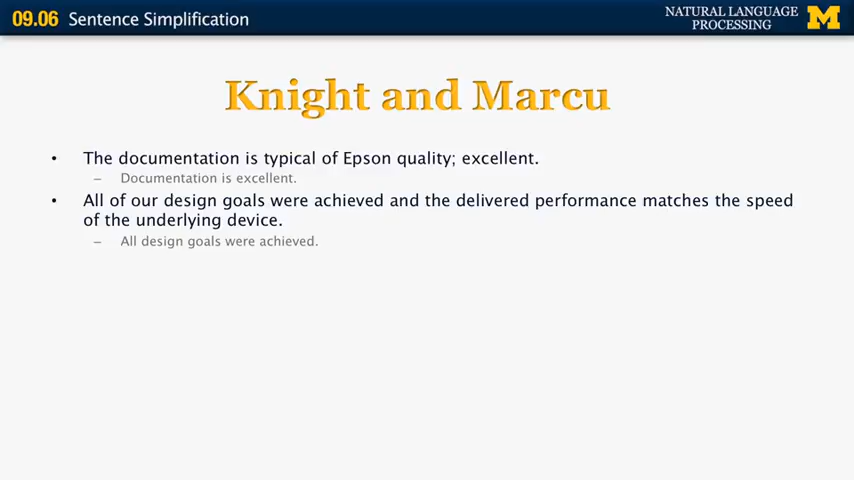 09.06 Sentence Simplification
NATURAL LANGUAGE
PROCESSING
M
Knight and Marcu
• The documentation is typical of Epson quality; excellent.
– Documentation is excellent.
• All of our design goals were achieved and the delivered performance matches the speed
of the underlying device.
– All design goals were achieved.